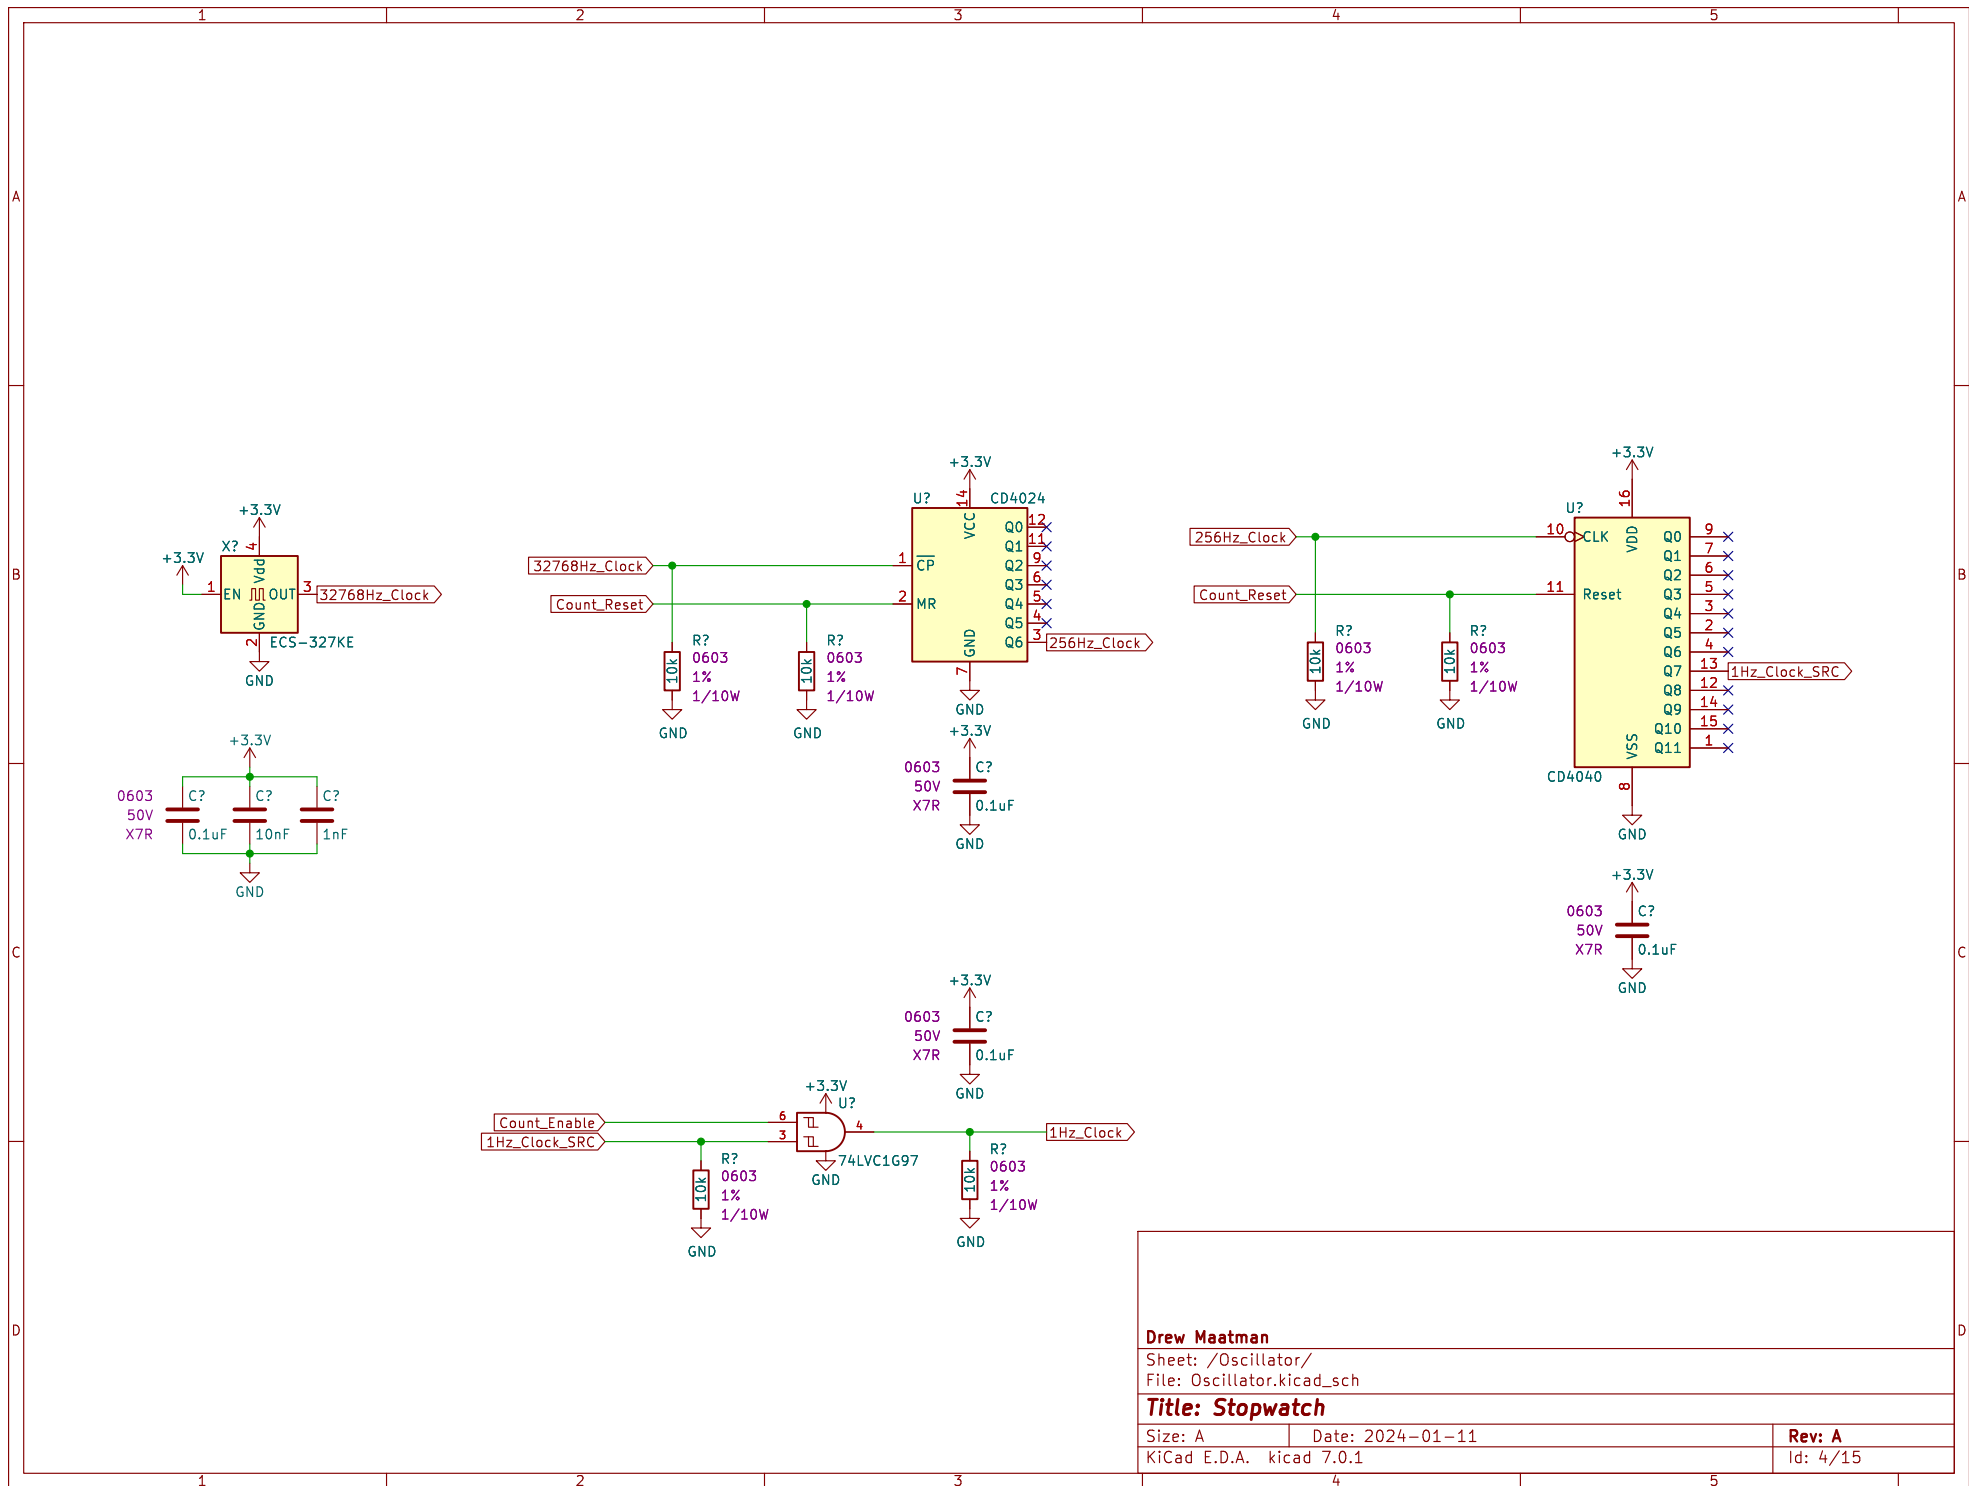 1 2 3 4 5
A A
B B
C C
D D
+3.3V
+3.3V
X?
4
Vdd
1 EN OUT 3 32768Hz_Clock
GND
2
ECS-327KE
GND
+3.3V
0603
50V
X7R
C?
0.1uF
C?
10nF
C?
1nF
GND
32768Hz_Clock
Count_Reset
R?
0603
1%
1/10W
10k
GND
R?
0603
1%
1/10W
10k
GND
+3.3V
U? CD4024
14
VCC
1 CP
2 MR
Q0 12
Q1 11
Q2 9
Q3 6
Q4 5
Q5 4
Q6 3 256Hz_Clock
GND
7
GND
+3.3V
0603
50V
X7R
C?
0.1uF
GND
256Hz_Clock
Count_Reset
R?
0603
1%
1/10W
10k
GND
R?
0603
1%
1/10W
10k
GND
+3.3V
16
U?
VDD
10 CLK
11 Reset
Q0 9
Q1 7
Q2 6
Q3 5
Q4 3
Q5 2
Q6 4
Q7 13 1Hz_Clock_SRC
Q8 12
Q9 14
Q10 15
Q11 1
VSS
CD4040
8
GND
+3.3V
0603
50V
X7R
C?
0.1uF
GND
+3.3V
0603
50V
X7R
C?
0.1uF
GND
+3.3V
U?
Count_Enable 6
1Hz_Clock_SRC 3
4 1Hz_Clock
74LVC1G97
GND
R?
0603
1%
1/10W
10k
GND
R?
0603
1%
1/10W
10k
GND
Drew Maatman
Sheet: /Oscillator/
File: Oscillator.kicad_sch
Title: Stopwatch
Size: A Date: 2024-01-11 Rev: A
KiCad E.D.A. kicad 7.0.1 Id: 4/15
1 2 3 4 5